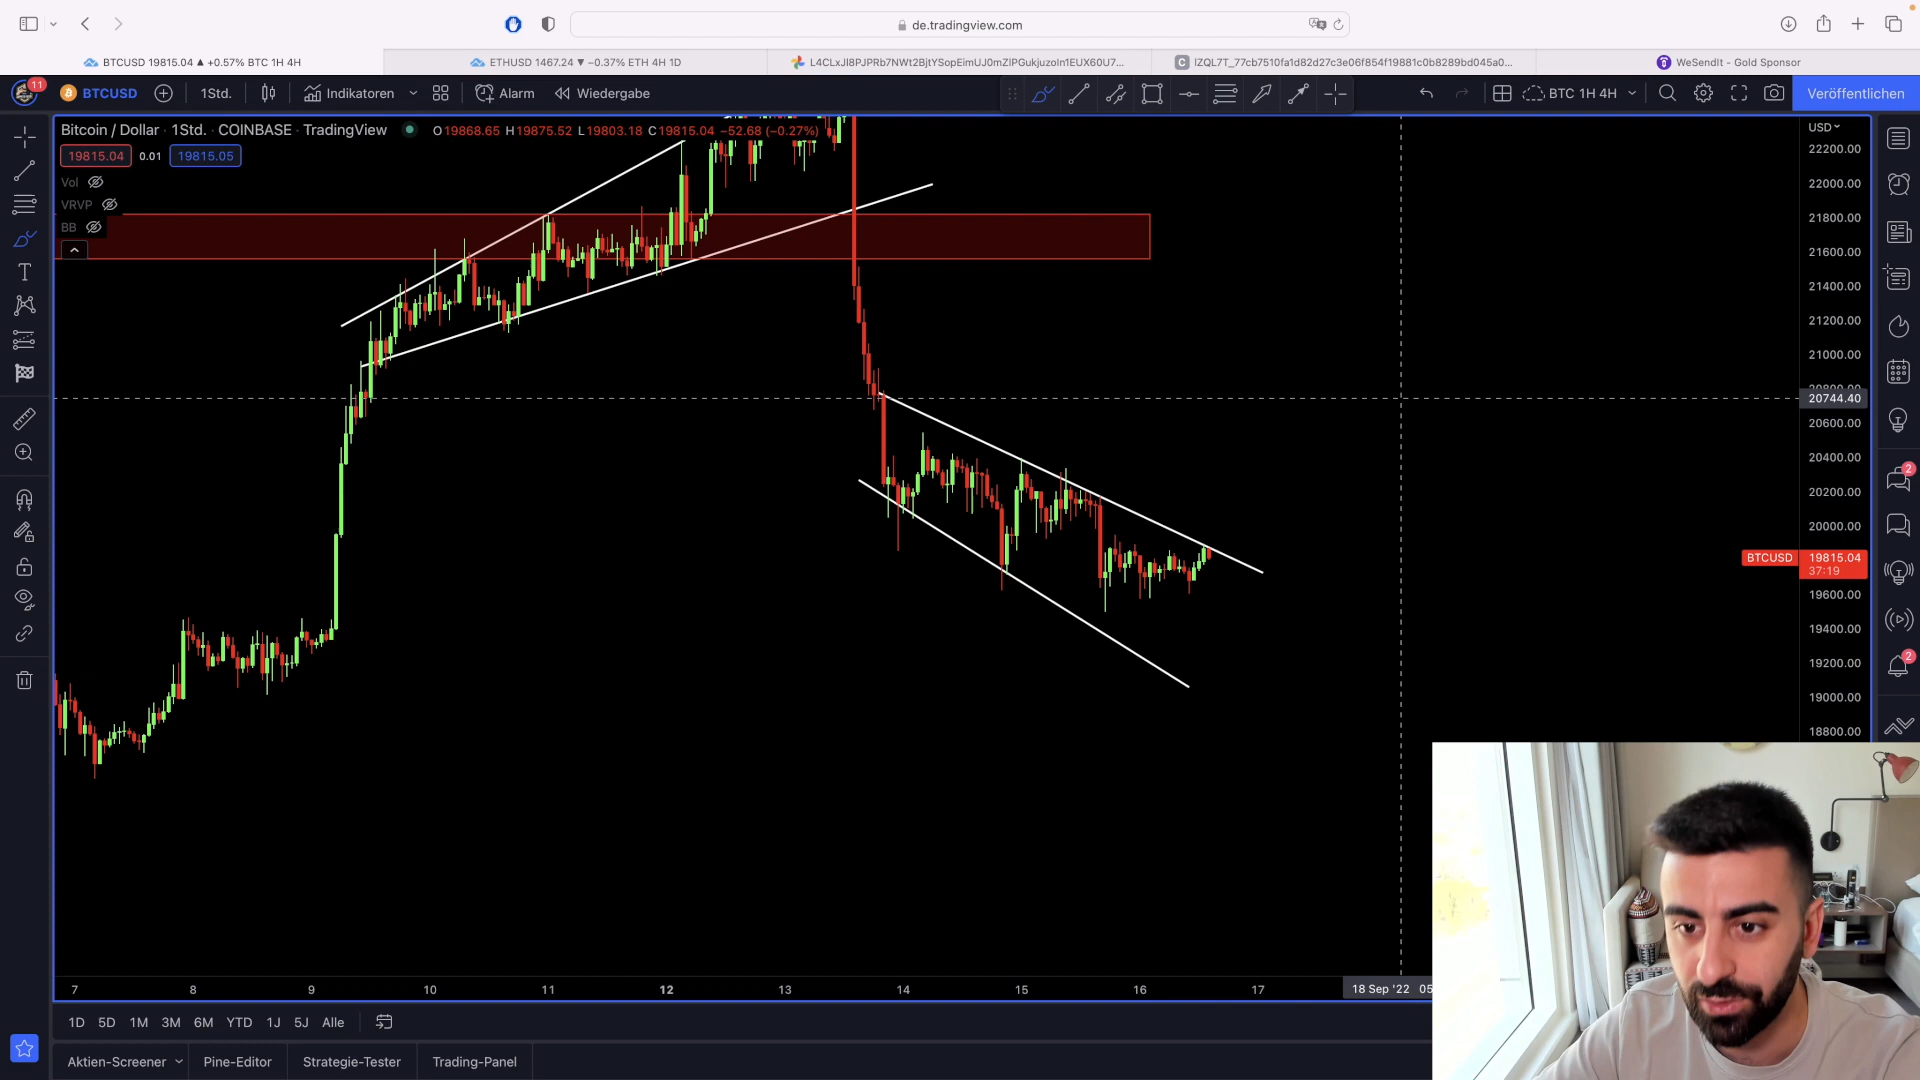 de.tradingview.com
BTCUSD 19815.04 ▲ +0.57% BTC 1H 4H
ETHUSD 1467.24 ▼ −0.37% ETH 4H 1D
WeSendIt - Gold Sponsor
11
BTCUSD
1Std.
Indikatoren
Alarm
Wiedergabe
BTC 1H 4H
Veröffentlichen
Bitcoin / Dollar · 1Std. · COINBASE · TradingView
O19868.65 H19875.52 L19803.18 C19815.04 −52.68 (−0.27%)
USD
19815.04
0.01
19815.05
Vol
VRVP
BB
22200.00
22000.00
21800.00
21600.00
21400.00
21200.00
21000.00
20744.40
20600.00
20400.00
20200.00
20000.00
BTCUSD
19815.04
37:19
19600.00
19400.00
19200.00
19000.00
18800.00
2
2
7 8 9 10 11 12 13 14 15 16 17
18 Sep '22
1D 5D 1M 3M 6M YTD 1J 5J Alle
Aktien-Screener
Pine-Editor
Strategie-Tester
Trading-Panel